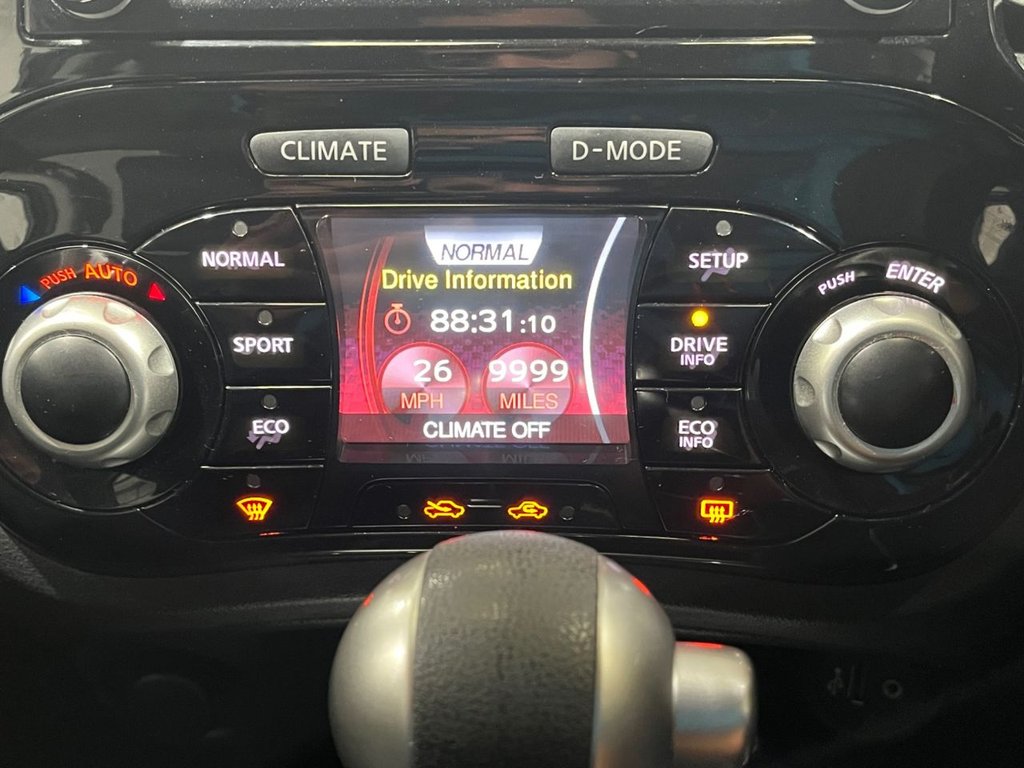 CLIMATE
D-MODE
PUSH AUTO
NORMAL
SPORT
ECO
NORMAL
Drive Information
88:31:10
26
MPH
9999
MILES
CLIMATE OFF
SETUP
DRIVE
INFO
ECO
INFO
PUSH ENTER